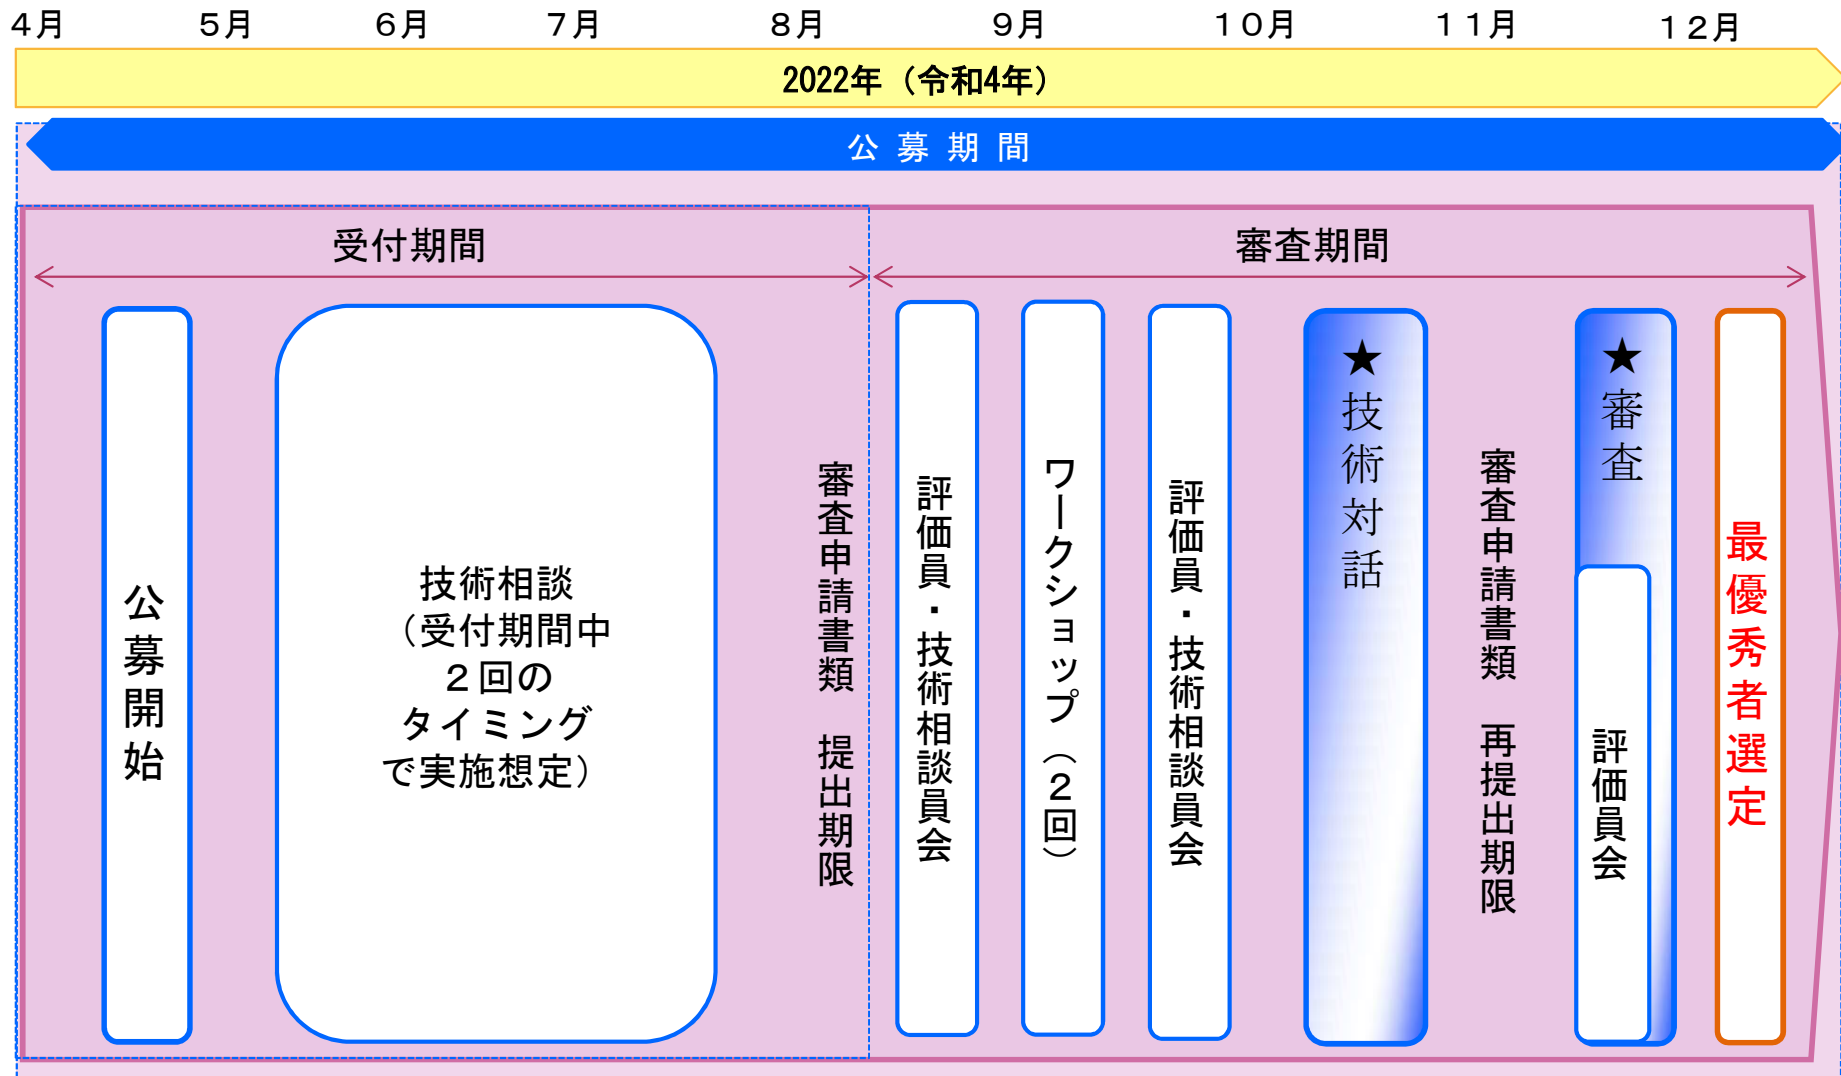 ４月
５月
６月
７月
８月
９月
１０月
１１月
１２月
2022年（令和4年）
公募期間
受付期間
審査期間
公募開始
技術相談
（受付期間中
２回の
タイミング
で実施想定）
審査申請書類　提出期限
評価員・技術相談員会
ワークショップ（２回）
評価員・技術相談員会
★技術対話
審査申請書類　再提出期限
★審査
評価員会
最優秀者選定